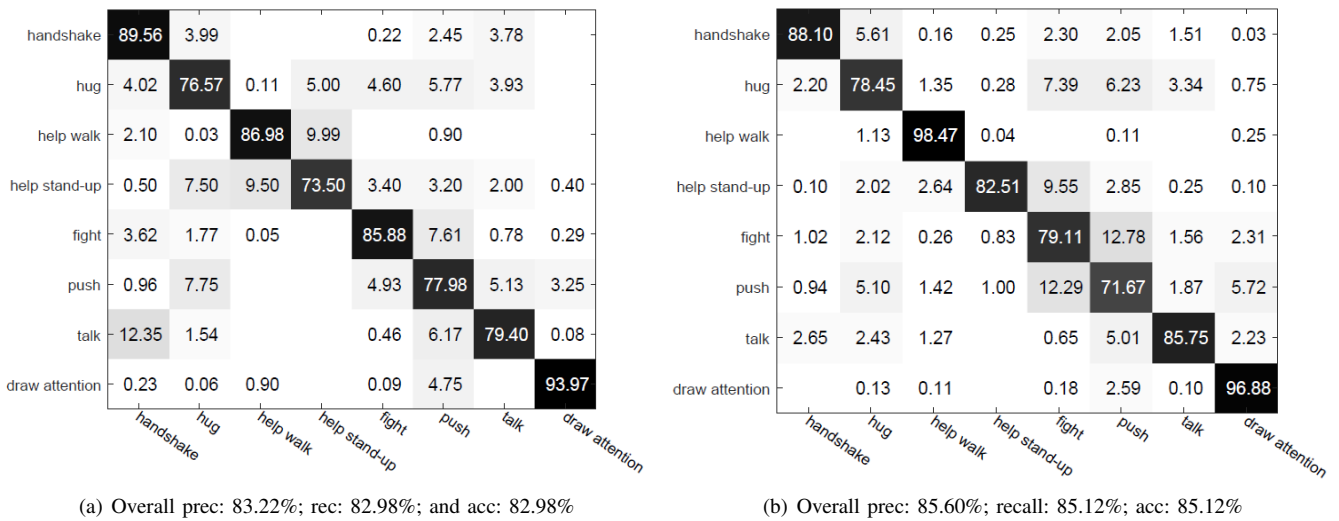 handshake 89.56 3.99 0.22 2.45 3.78
hug 4.02 76.57 0.11 5.00 4.60 5.77 3.93
help walk 2.10 0.03 86.98 9.99 0.90
help stand-up 0.50 7.50 9.50 73.50 3.40 3.20 2.00 0.40
fight 3.62 1.77 0.05 85.88 7.61 0.78 0.29
push 0.96 7.75 4.93 77.98 5.13 3.25
talk 12.35 1.54 0.46 6.17 79.40 0.08
draw attention 0.23 0.06 0.90 0.09 4.75 93.97
handshake hug help walk help stand-up fight push talk draw attention
(a) Overall prec: 83.22%; rec: 82.98%; and acc: 82.98%
handshake 88.10 5.61 0.16 0.25 2.30 2.05 1.51 0.03
hug 2.20 78.45 1.35 0.28 7.39 6.23 3.34 0.75
help walk 1.13 98.47 0.04 0.11 0.25
help stand-up 0.10 2.02 2.64 82.51 9.55 2.85 0.25 0.10
fight 1.02 2.12 0.26 0.83 79.11 12.78 1.56 2.31
push 0.94 5.10 1.42 1.00 12.29 71.67 1.87 5.72
talk 2.65 2.43 1.27 0.65 5.01 85.75 2.23
draw attention 0.13 0.11 0.18 2.59 0.10 96.88
handshake hug help walk help stand-up fight push talk draw attention
(b) Overall prec: 85.60%; recall: 85.12%; acc: 85.12%